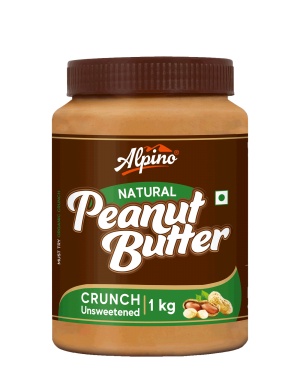 Alpino
NATURAL
Peanut
Butter
CRUNCH
Unsweetened
1 kg